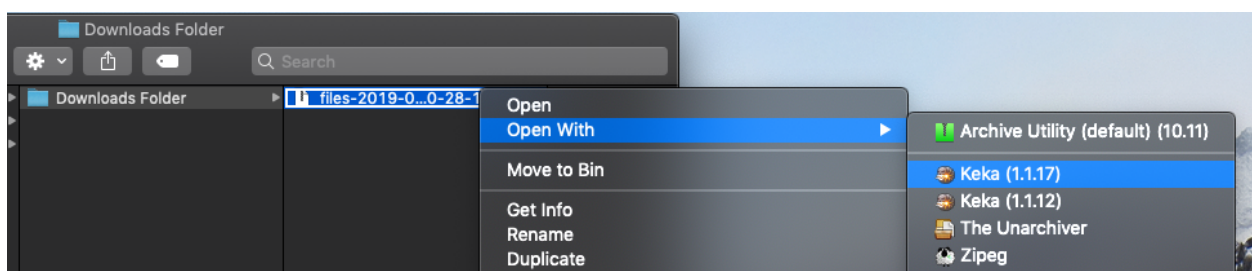 Downloads Folder
Search
Downloads Folder
files-2019-0...0-28-1
Open
Open With
Move to Bin
Get Info
Rename
Duplicate
Archive Utility (default) (10.11)
Keka (1.1.17)
Keka (1.1.12)
The Unarchiver
Zipeg